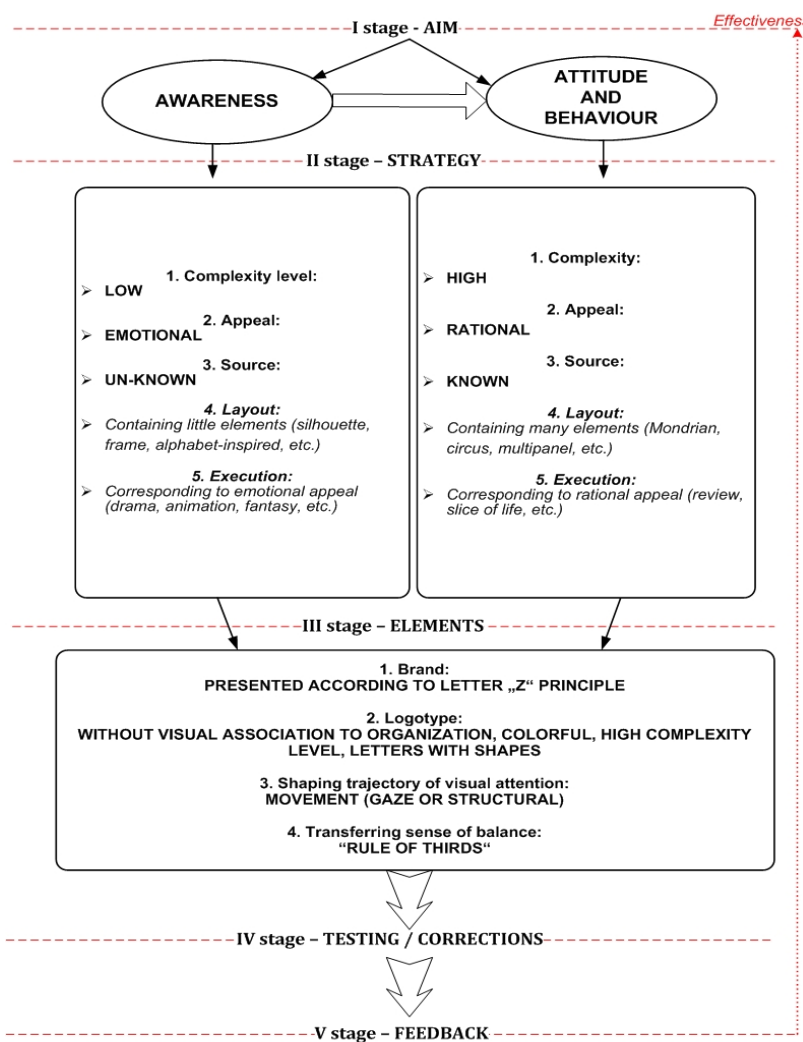 Effectiveness
I stage - AIM
AWARENESS
ATTITUDE
AND
BEHAVIOUR
II stage – STRATEGY
1. Complexity level:
➢ LOW
2. Appeal:
➢ EMOTIONAL
3. Source:
➢ UN-KNOWN
4. Layout:
➢ Containing little elements (silhouette,
frame, alphabet-inspired, etc.)
5. Execution:
➢ Corresponding to emotional appeal
(drama, animation, fantasy, etc.)
1. Complexity:
➢ HIGH
2. Appeal:
➢ RATIONAL
3. Source:
➢ KNOWN
4. Layout:
➢ Containing many elements (Mondrian,
circus, multipanel, etc.)
5. Execution:
➢ Corresponding to rational appeal (review,
slice of life, etc.)
III stage – ELEMENTS
1. Brand:
PRESENTED ACCORDING TO LETTER „Z“ PRINCIPLE
2. Logotype:
WITHOUT VISUAL ASSOCIATION TO ORGANIZATION, COLORFUL, HIGH COMPLEXITY
LEVEL, LETTERS WITH SHAPES
3. Shaping trajectory of visual attention:
MOVEMENT (GAZE OR STRUCTURAL)
4. Transferring sense of balance:
“RULE OF THIRDS“
IV stage – TESTING / CORRECTIONS
V stage – FEEDBACK